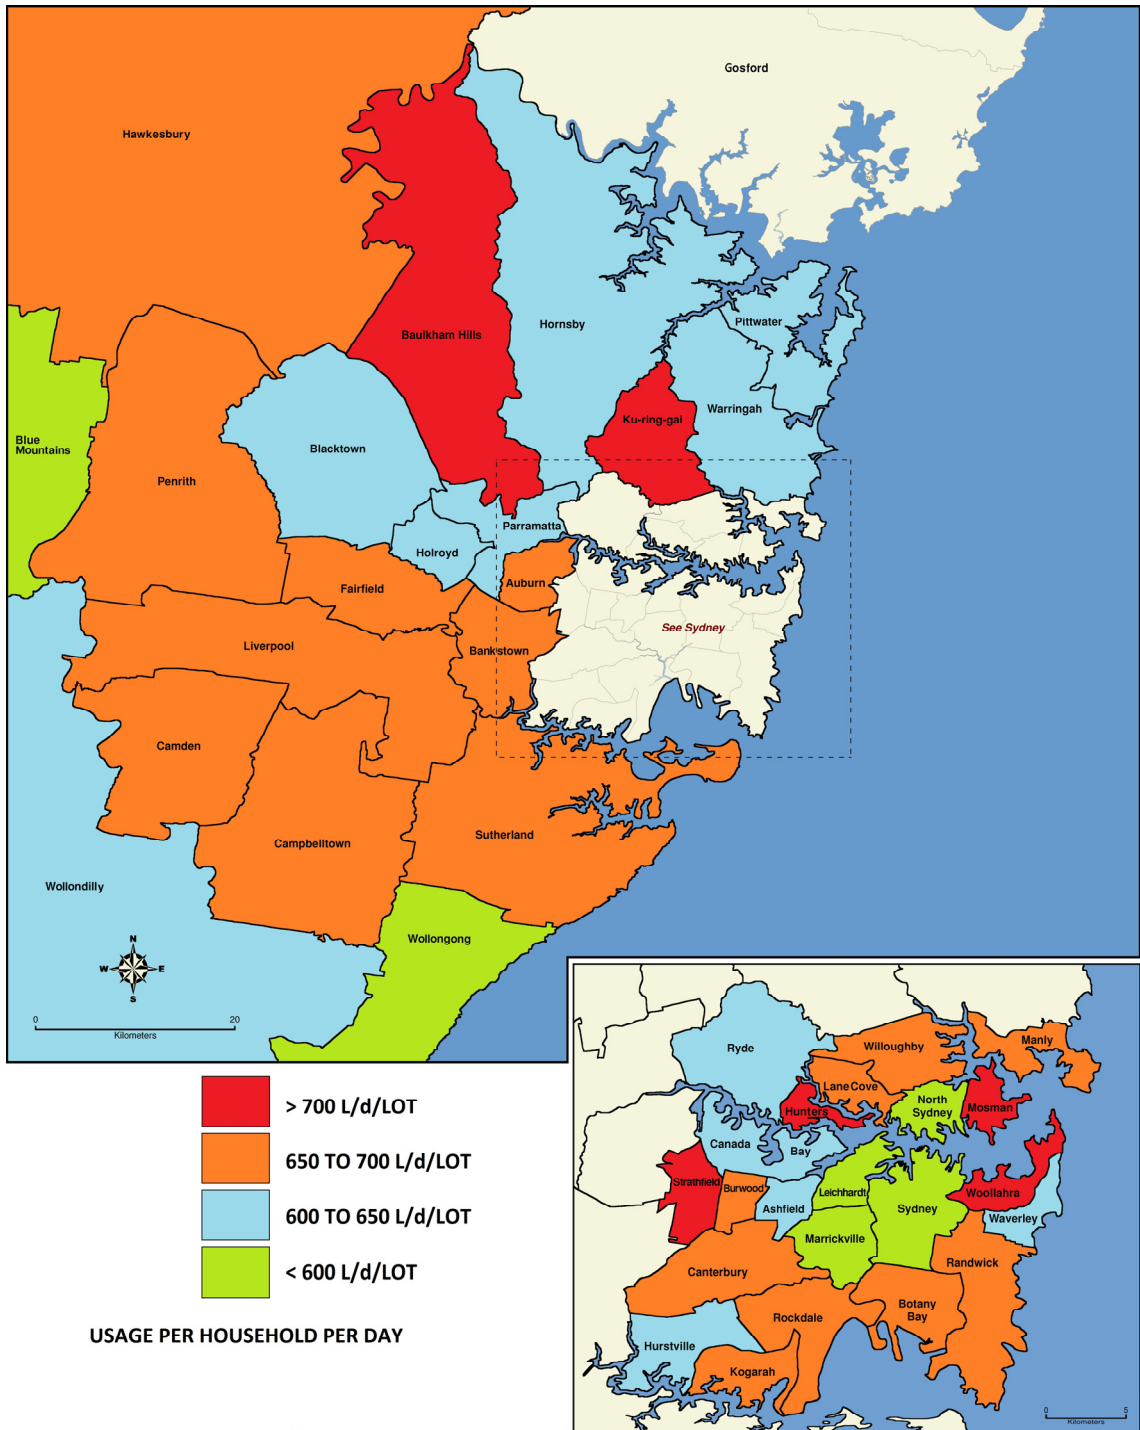 Gosford
Hawkesbury
Baulkham Hills
Hornsby
Pittwater
Warringah
Ku-ring-gai
Blue
Mountains
Blacktown
Penrith
Parramatta
Holroyd
Auburn
Fairfield
See Sydney
Liverpool
Bankstown
Camden
Sutherland
Campbelltown
Wollondilly
Wollongong
N
W
E
S
0
20
Kilometers
> 700 L/d/LOT
650 TO 700 L/d/LOT
600 TO 650 L/d/LOT
< 600 L/d/LOT
USAGE PER HOUSEHOLD PER DAY
Ryde
Willoughby
Manly
Lane Cove
Hunters
North
Sydney
Mosman
Canada
Bay
Strathfield
Burwood
Ashfield
Leichhardt
Sydney
Woollahra
Waverley
Marrickville
Canterbury
Randwick
Rockdale
Botany
Bay
Hurstville
Kogarah
0
5
Kilometers